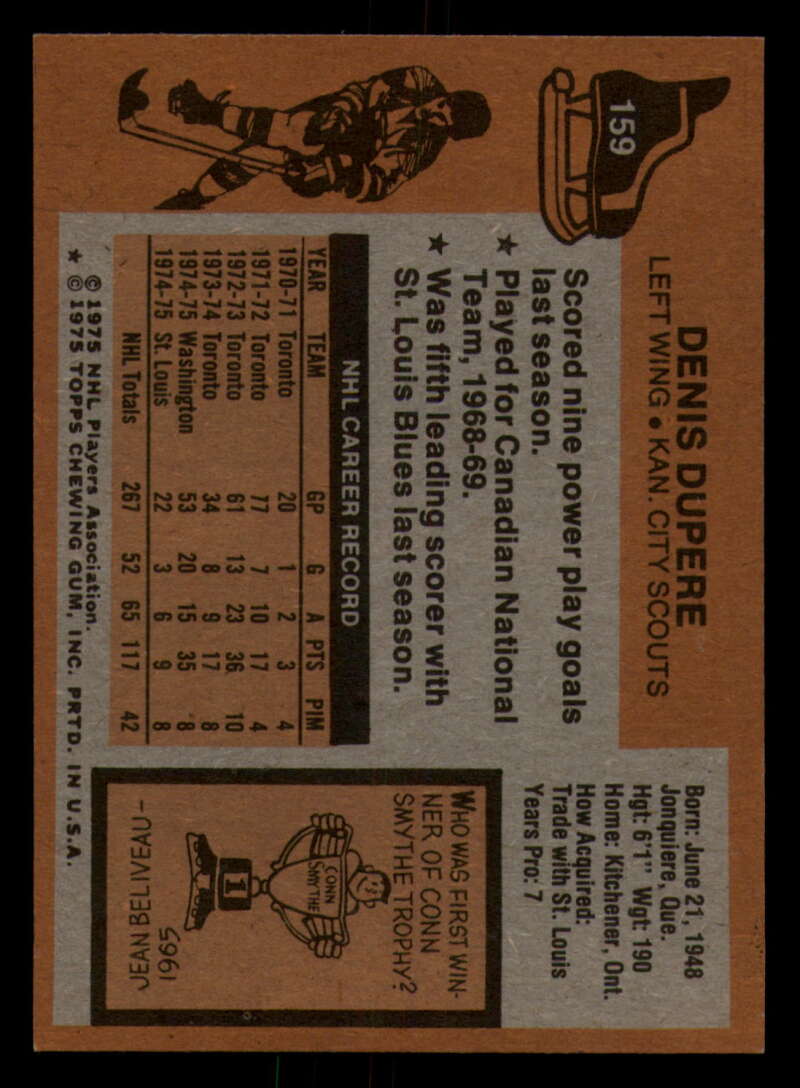 159
DENIS DUPERE
LEFT WING • KAN. CITY SCOUTS
Scored nine power play goals
last season.
★ Played for Canadian National
Team, 1968-69.
★ Was fifth leading scorer with
St. Louis Blues last season.
NHL CAREER RECORD
YEAR TEAM GP G A PTS PIM
1970-71 Toronto 20 1 2 3 4
1971-72 Toronto 77 7 10 17 4
1972-73 Toronto 61 13 23 36 10
1973-74 Toronto 34 8 9 17 8
1974-75 Washington 53 20 15 35 8
1974-75 St. Louis 22 3 6 9 8
NHL Totals 267 52 65 117 42
© 1975 NHL Players Association.
★ © 1975 TOPPS CHEWING GUM, INC. PRTD. IN U.S.A.
Born: June 21, 1948
Jonquiere, Que.
Hgt: 6'1" Wgt: 190
Home: Kitchener, Ont.
How Acquired:
Trade with St. Louis
Years Pro: 7
WHO WAS FIRST WIN-
NER OF CONN
SMYTHE TROPHY?
CONN
SMYTHE
1
JEAN BELIVEAU-
1965